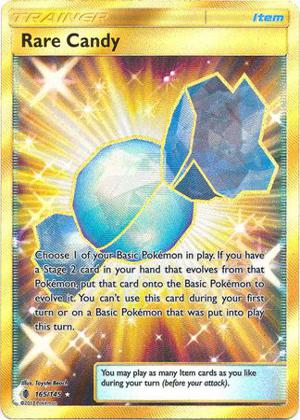 TRAINER
Item
Rare Candy
Choose 1 of your Basic Pokémon in play. If you have
a Stage 2 card in your hand that evolves from that
Pokémon, put that card onto the Basic Pokémon to
evolve it. You can't use this card during your first
turn or on a Basic Pokémon that was put into play
this turn.
Illus. Toyste Beach
165/145
©2017 Pokémon
You may play as many Item cards as you like
during your turn (before your attack).